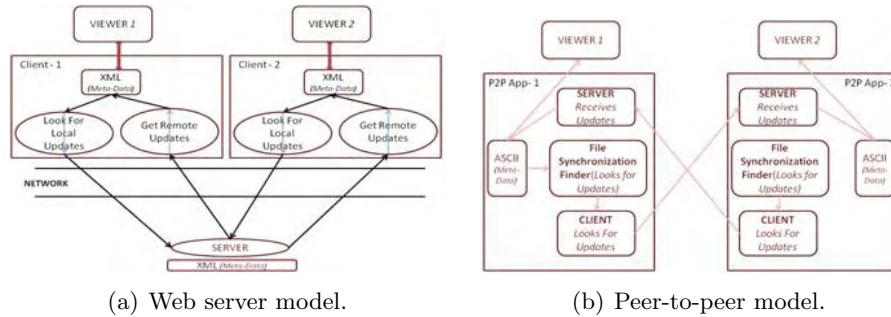 VIEWER 1
VIEWER 2
Client - 1
Client - 2
XML
(Meta-Data)
XML
(Meta-Data)
Look For
Local
Updates
Get Remote
Updates
Look For
Local
Updates
Get Remote
Updates
NETWORK
SERVER
XML (Meta-Data)
(a) Web server model.
VIEWER 1
VIEWER 2
P2P App- 1
P2P App-
SERVER
Receives
Updates
SERVER
Receives
Updates
ASCII
(Meta-
Data)
File
Synchronization
Finder(Looks for
Updates)
File
Synchronization
Finder(Looks for
Updates)
ASCII
(Meta-
Data)
CLIENT
Looks For
Updates
CLIENT
Looks For
Updates
(b) Peer-to-peer model.